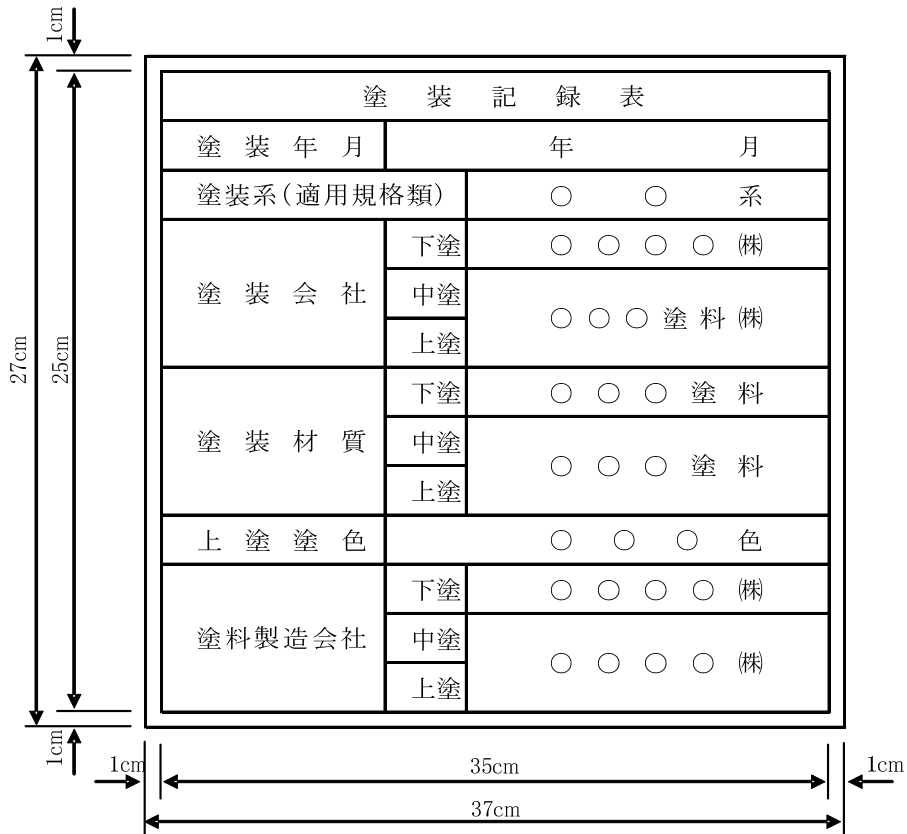 1cm
塗装記録表
塗装年月 年 月
塗装系(適用規格類) ○ ○ 系
下塗 ○ ○ ○ ○ ㈱
塗装会社 中塗 ○ ○ ○ 塗 料 ㈱
上塗
27cm
25cm
下塗 ○ ○ ○ 塗 料
塗装材質 中塗 ○ ○ ○ 塗 料
上塗
上塗塗色 ○ ○ ○ 色
下塗 ○ ○ ○ ○ ㈱
塗料製造会社 中塗 ○ ○ ○ ○ ㈱
上塗
1cm
1cm 35cm 1cm
37cm